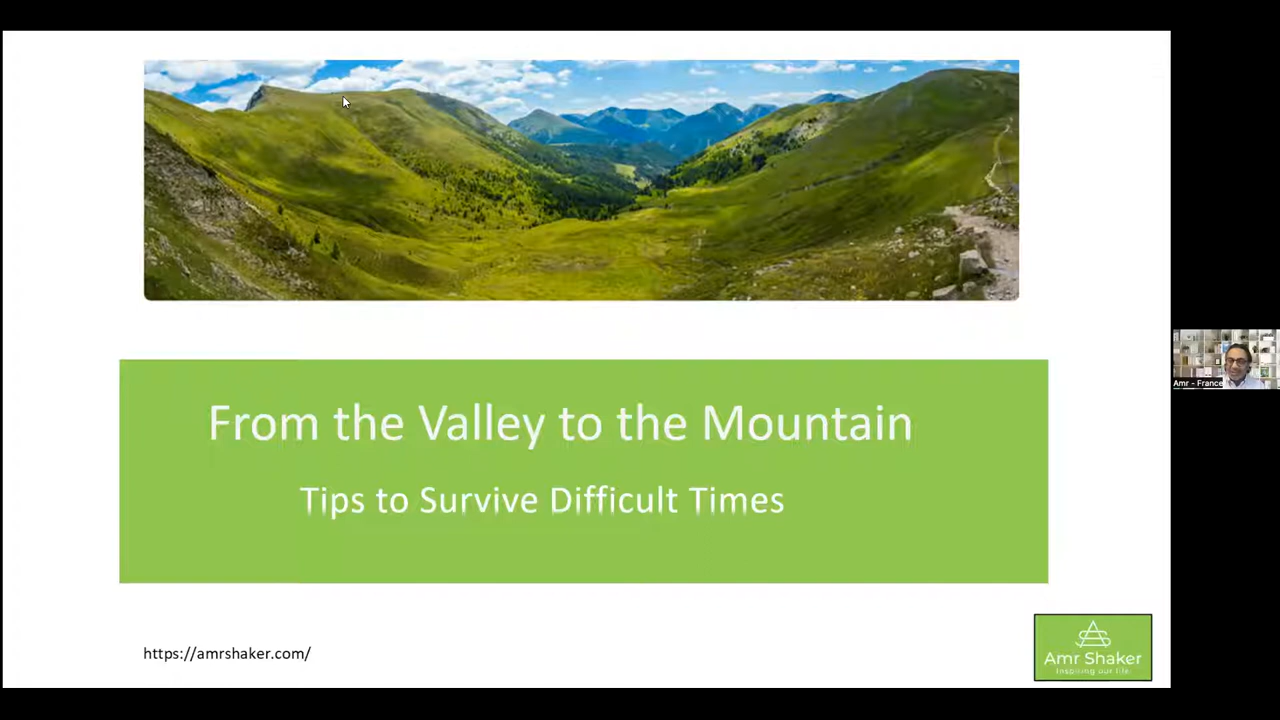 Amr - France
From the Valley to the Mountain
Tips to Survive Difficult Times
https://amrshaker.com/
Amr Shaker
Inspiring our life.